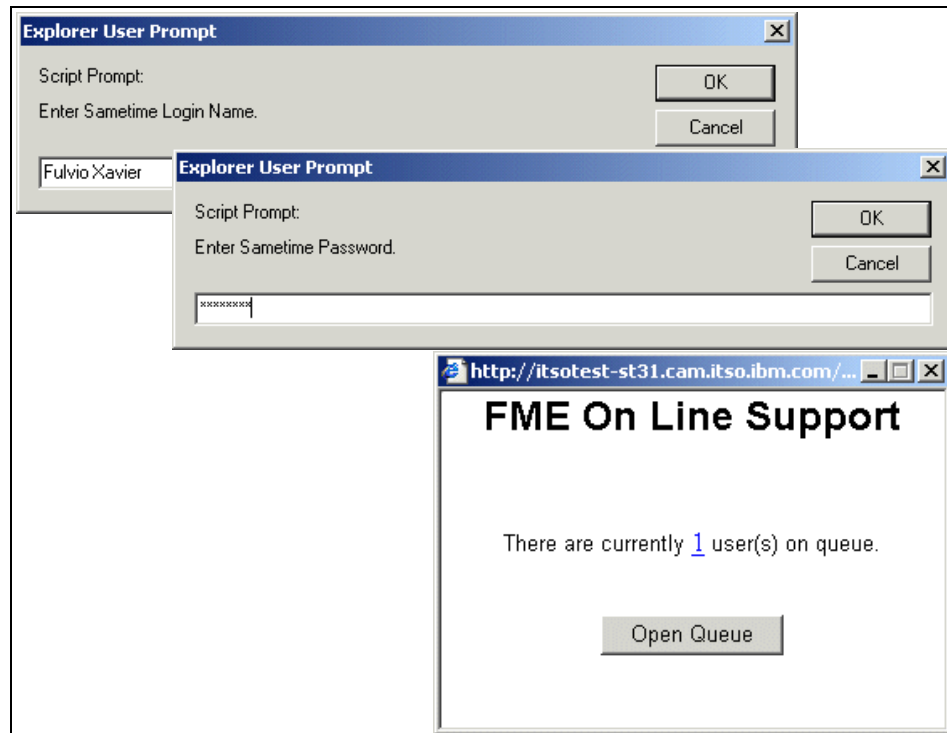 Explorer User Prompt
Script Prompt:
Enter Sametime Login Name.
OK
Cancel
Fulvio Xavier
Explorer User Prompt
Script Prompt:
Enter Sametime Password.
OK
Cancel
********
http://itsotest-st31.cam.itso.ibm.com/...
FME On Line Support
There are currently 1 user(s) on queue.
Open Queue